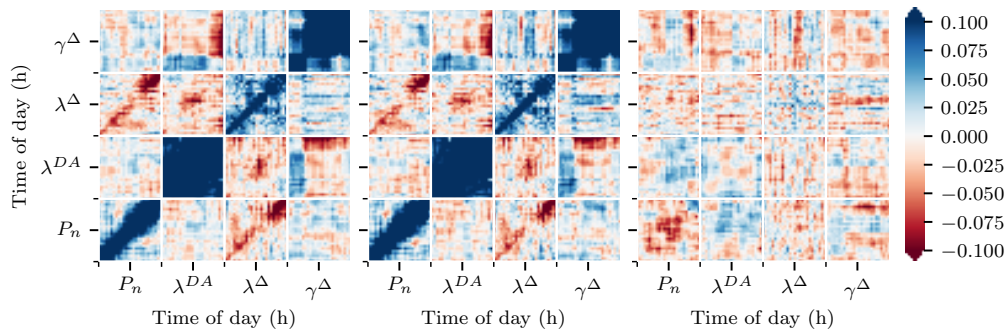 γ^Δ
λ^Δ
λ^{DA}
P_n
Time of day (h)
P_n λ^{DA} λ^Δ γ^Δ
P_n λ^{DA} λ^Δ γ^Δ
P_n λ^{DA} λ^Δ γ^Δ
Time of day (h)
Time of day (h)
Time of day (h)
0.100
0.075
0.050
0.025
0.000
−0.025
−0.050
−0.075
−0.100